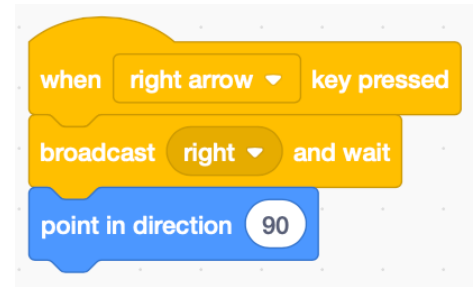 when right arrow key pressed
broadcast right and wait
point in direction 90